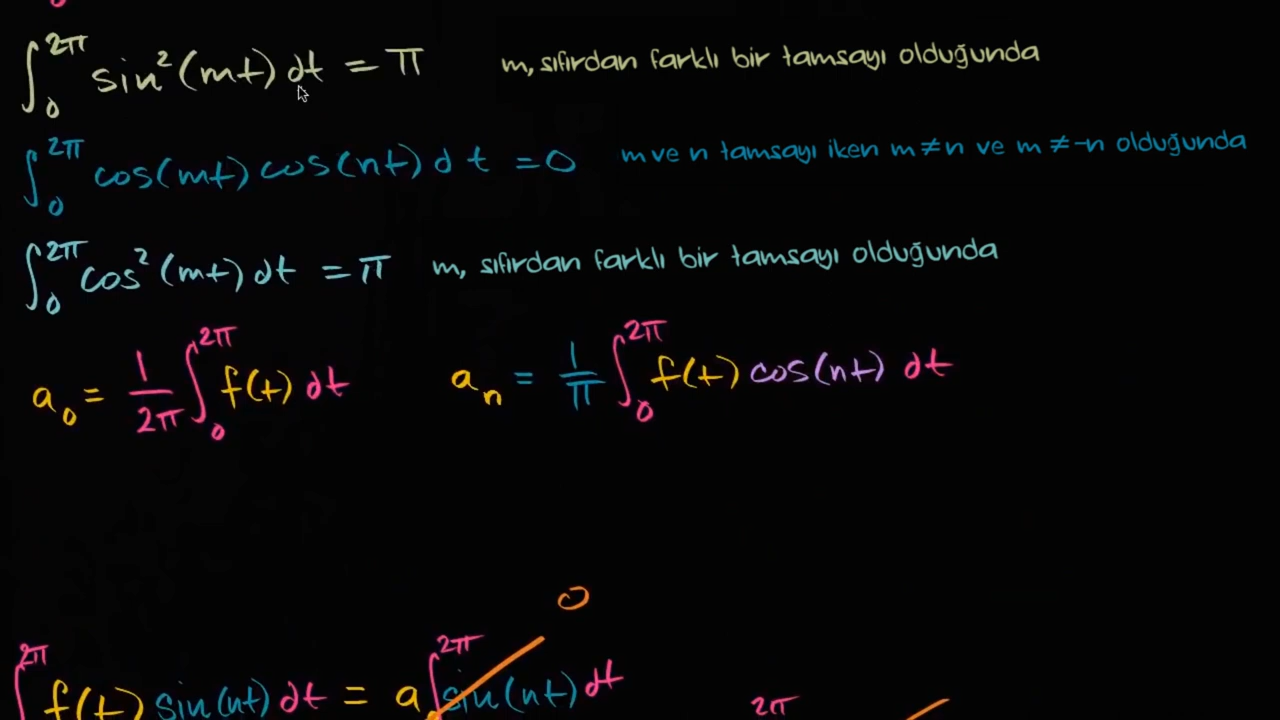 ∫₀^2π sin²(mt) dt = π m, sıfırdan farklı bir tamsayı olduğunda
∫₀^2π cos(mt) cos(nt) dt = 0 m ve n tamsayı iken m ≠ n ve m ≠ -n olduğunda
∫₀^2π cos²(mt) dt = π m, sıfırdan farklı bir tamsayı olduğunda
a₀ = 1/2π ∫₀^2π f(t) dt aₙ = 1/π ∫₀^2π f(t) cos(nt) dt
0
∫^2π f(t) sin(nt) dt = a ∫^2π sin(nt) dt
2π